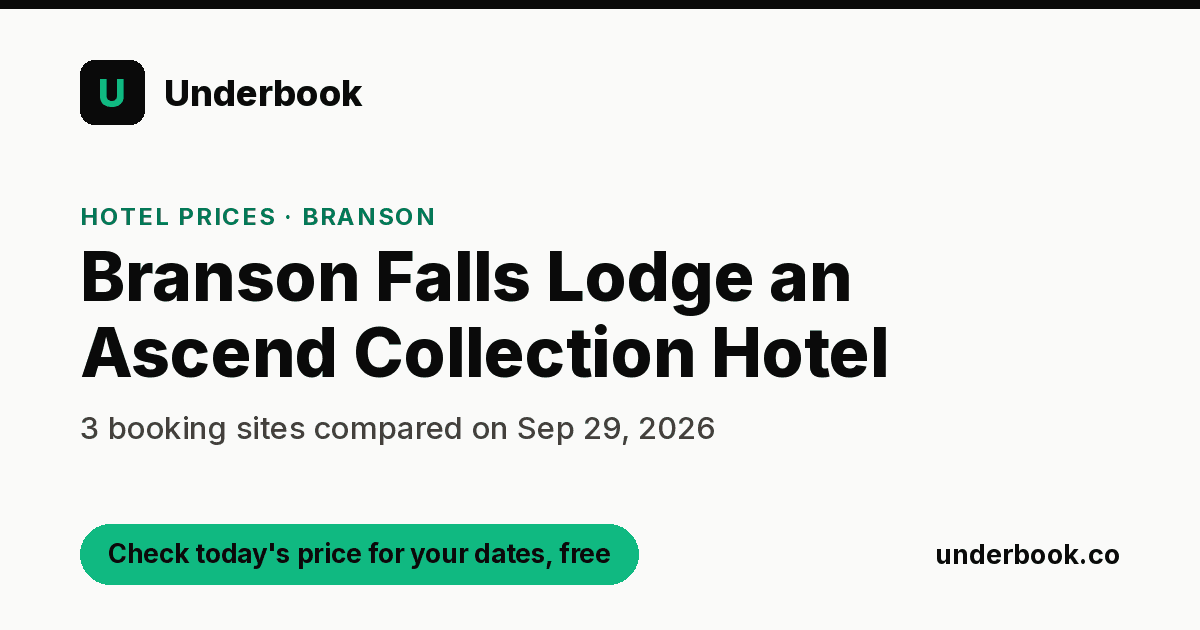 U Underbook
HOTEL PRICES · BRANSON
Branson Falls Lodge an
Ascend Collection Hotel
3 booking sites compared on Sep 29, 2026
Check today's price for your dates, free
underbook.co